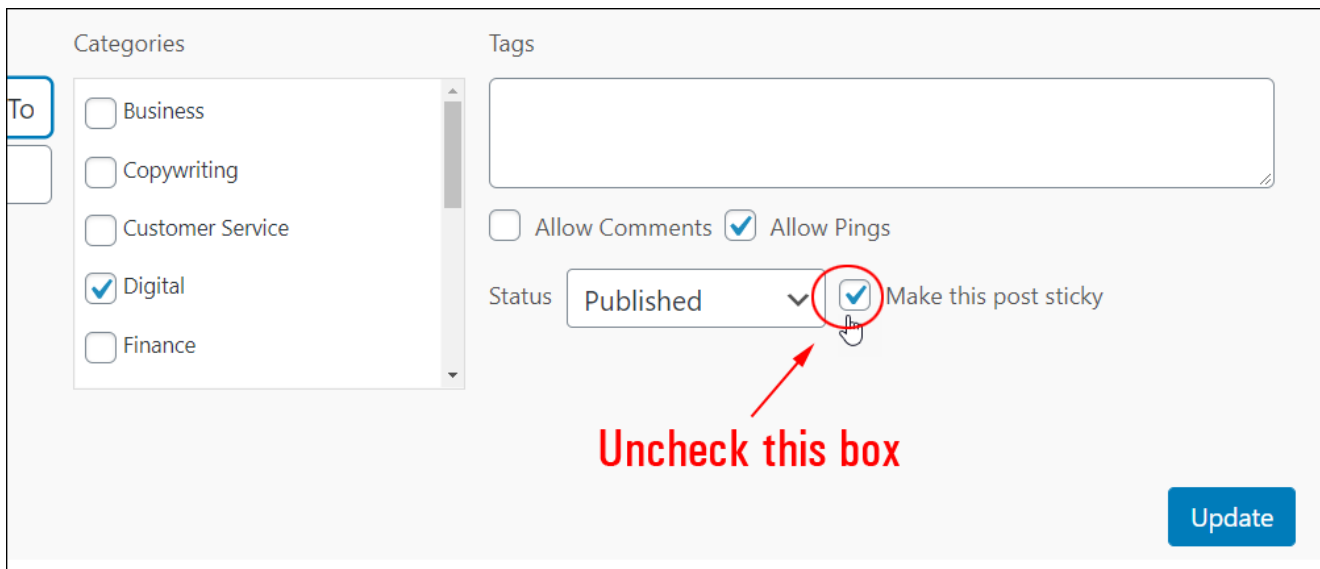 Categories
To
Business
Copywriting
Customer Service
Digital
Finance
Tags
Allow Comments Allow Pings
Status Published Make this post sticky
Uncheck this box
Update